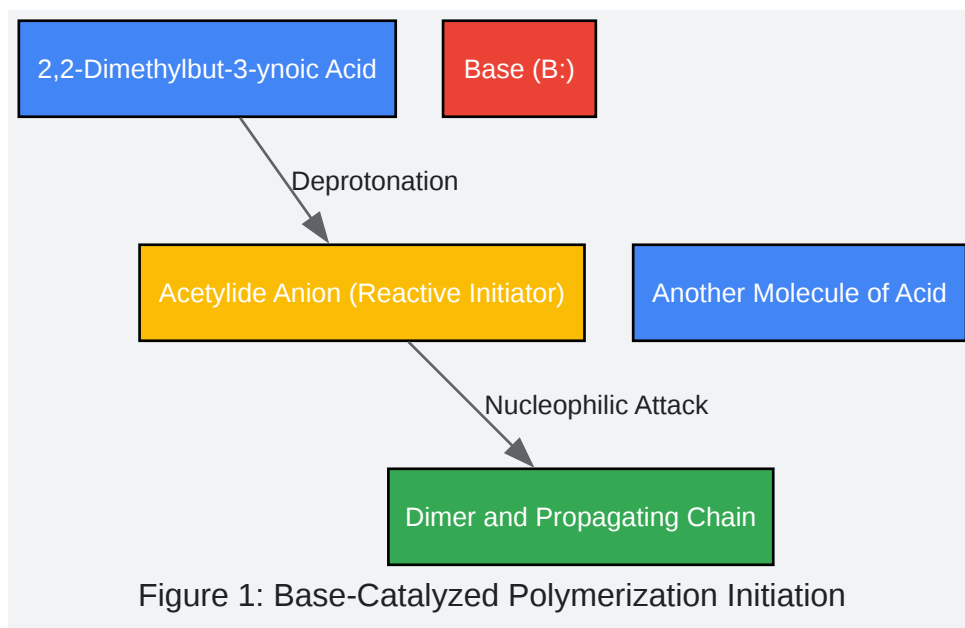 2,2-Dimethylbut-3-ynoic Acid
Base (B:)
Deprotonation
Acetylide Anion (Reactive Initiator)
Another Molecule of Acid
Nucleophilic Attack
Dimer and Propagating Chain
Figure 1: Base-Catalyzed Polymerization Initiation